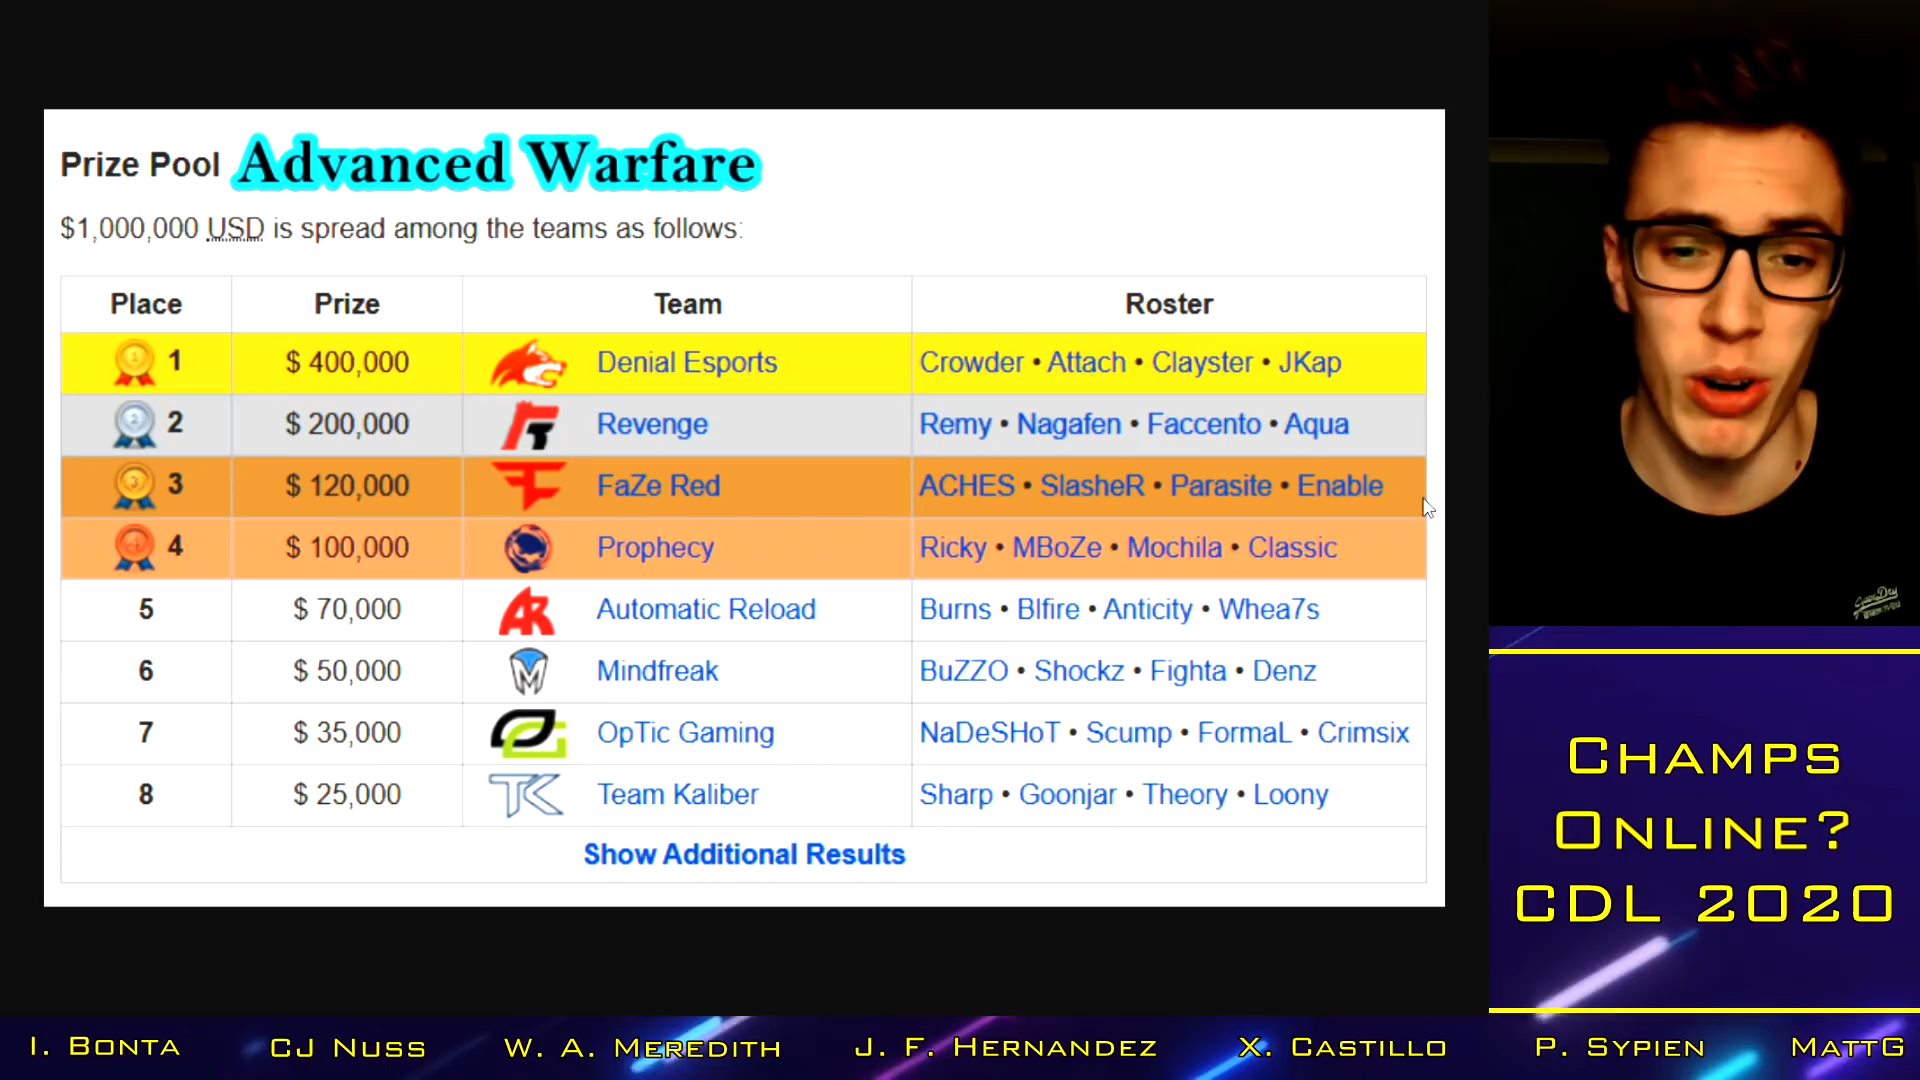 Prize Pool Advanced Warfare
$1,000,000 USD is spread among the teams as follows:
Place Prize Team Roster
1 $ 400,000 Denial Esports Crowder • Attach • Clayster • JKap
2 $ 200,000 Revenge Remy • Nagafen • Faccento • Aqua
3 $ 120,000 FaZe Red ACHES • SlasheR • Parasite • Enable
4 $ 100,000 Prophecy Ricky • MBoZe • Mochila • Classic
5 $ 70,000 Automatic Reload Burns • Blfire • Anticity • Whea7s
6 $ 50,000 Mindfreak BuZZO • Shockz • Fighta • Denz
7 $ 35,000 OpTic Gaming NaDeSHoT • Scump • FormaL • Crimsix
8 $ 25,000 Team Kaliber Sharp • Goonjar • Theory • Loony
Show Additional Results
Champs
Online?
CDL 2020
I. Bonta CJ Nuss W. A. Meredith J. F. Hernandez X. Castillo P. Sypien MattG